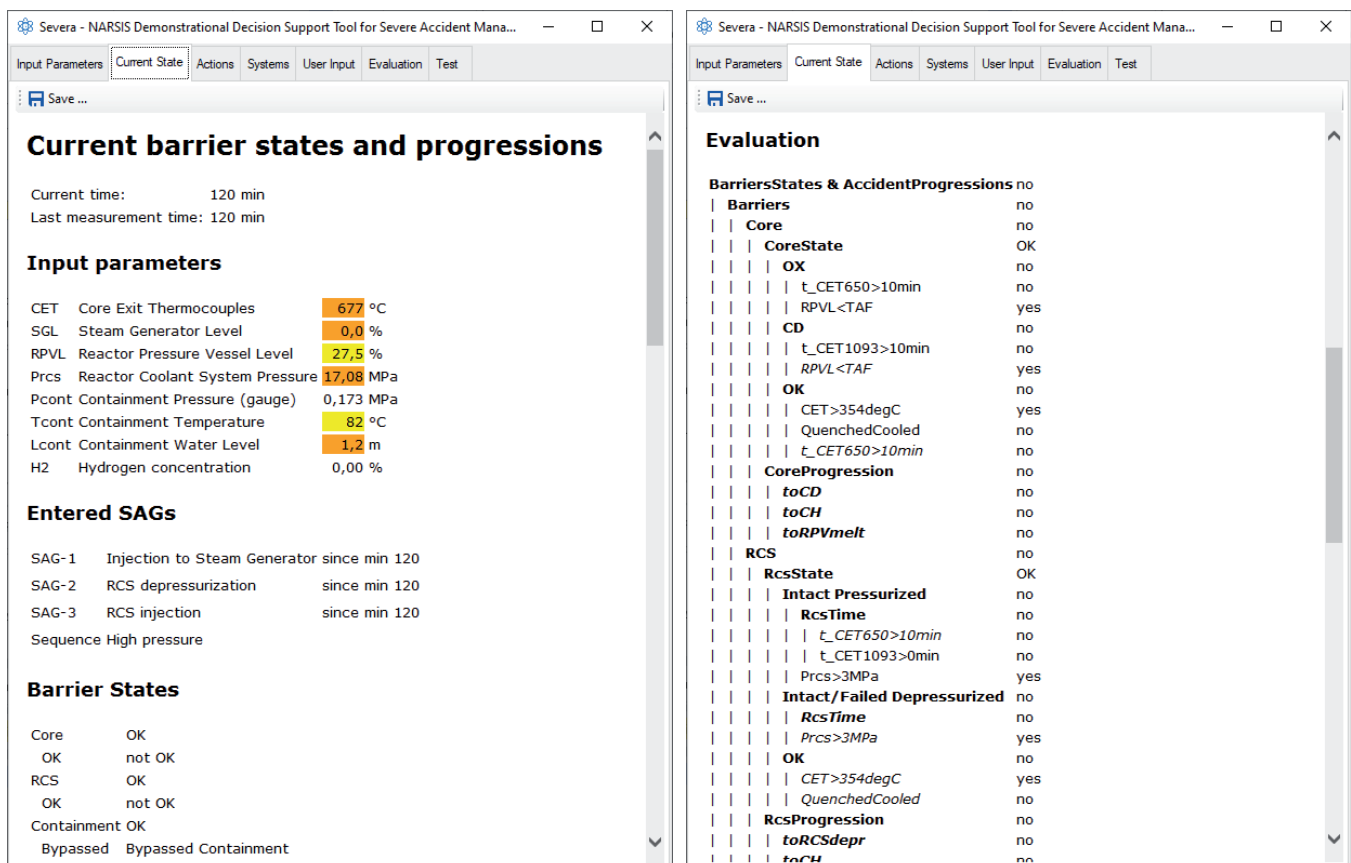 Severa - NARSIS Demonstrational Decision Support Tool for Severe Accident Mana...
Input Parameters Current State Actions Systems User Input Evaluation Test
Save ...
Current barrier states and progressions
Current time: 120 min
Last measurement time: 120 min
Input parameters
CET Core Exit Thermocouples 677 °C
SGL Steam Generator Level 0,0 %
RPVL Reactor Pressure Vessel Level 27,5 %
Prcs Reactor Coolant System Pressure 17,08 MPa
Pcont Containment Pressure (gauge) 0,173 MPa
Tcont Containment Temperature 82 °C
Lcont Containment Water Level 1,2 m
H2 Hydrogen concentration 0,00 %
Entered SAGs
SAG-1 Injection to Steam Generator since min 120
SAG-2 RCS depressurization since min 120
SAG-3 RCS injection since min 120
Sequence High pressure
Barrier States
Core OK
OK not OK
RCS OK
OK not OK
Containment OK
Bypassed Bypassed Containment
Severa - NARSIS Demonstrational Decision Support Tool for Severe Accident Mana...
Input Parameters Current State Actions Systems User Input Evaluation Test
Save ...
Evaluation
BarriersStates & AccidentProgressions no
| Barriers no
| | Core no
| | | CoreState OK
| | | | OX no
| | | | | t_CET650>10min no
| | | | | RPVL<TAF yes
| | | | CD no
| | | | | t_CET1093>10min no
| | | | | RPVL<TAF yes
| | | | OK no
| | | | | CET>354degC yes
| | | | | QuenchedCooled no
| | | | | t_CET650>10min no
| | | CoreProgression no
| | | | toCD no
| | | | toCH no
| | | | toRPVmelt no
| | RCS no
| | | RcsState OK
| | | | Intact Pressurized no
| | | | | RcsTime no
| | | | | | t_CET650>10min no
| | | | | | t_CET1093>0min no
| | | | | Prcs>3MPa yes
| | | | Intact/Failed Depressurized no
| | | | | RcsTime no
| | | | | Prcs>3MPa yes
| | | | OK no
| | | | | CET>354degC yes
| | | | | QuenchedCooled no
| | | RcsProgression no
| | | | toRCSdepr no
| | | | toCH no